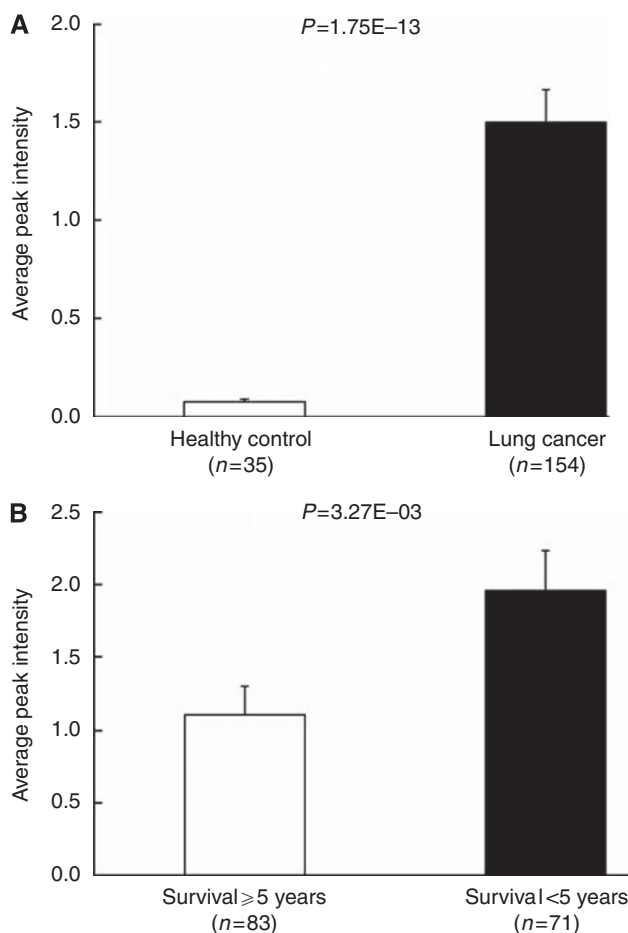 A
P=1.75E–13
Average peak intensity
2.0
1.5
1.0
0.5
0.0
Healthy control
(n=35)
Lung cancer
(n=154)
B
P=3.27E–03
Average peak intensity
2.5
2.0
1.5
1.0
0.5
0.0
Survival⩾5 years
(n=83)
Survival<5 years
(n=71)